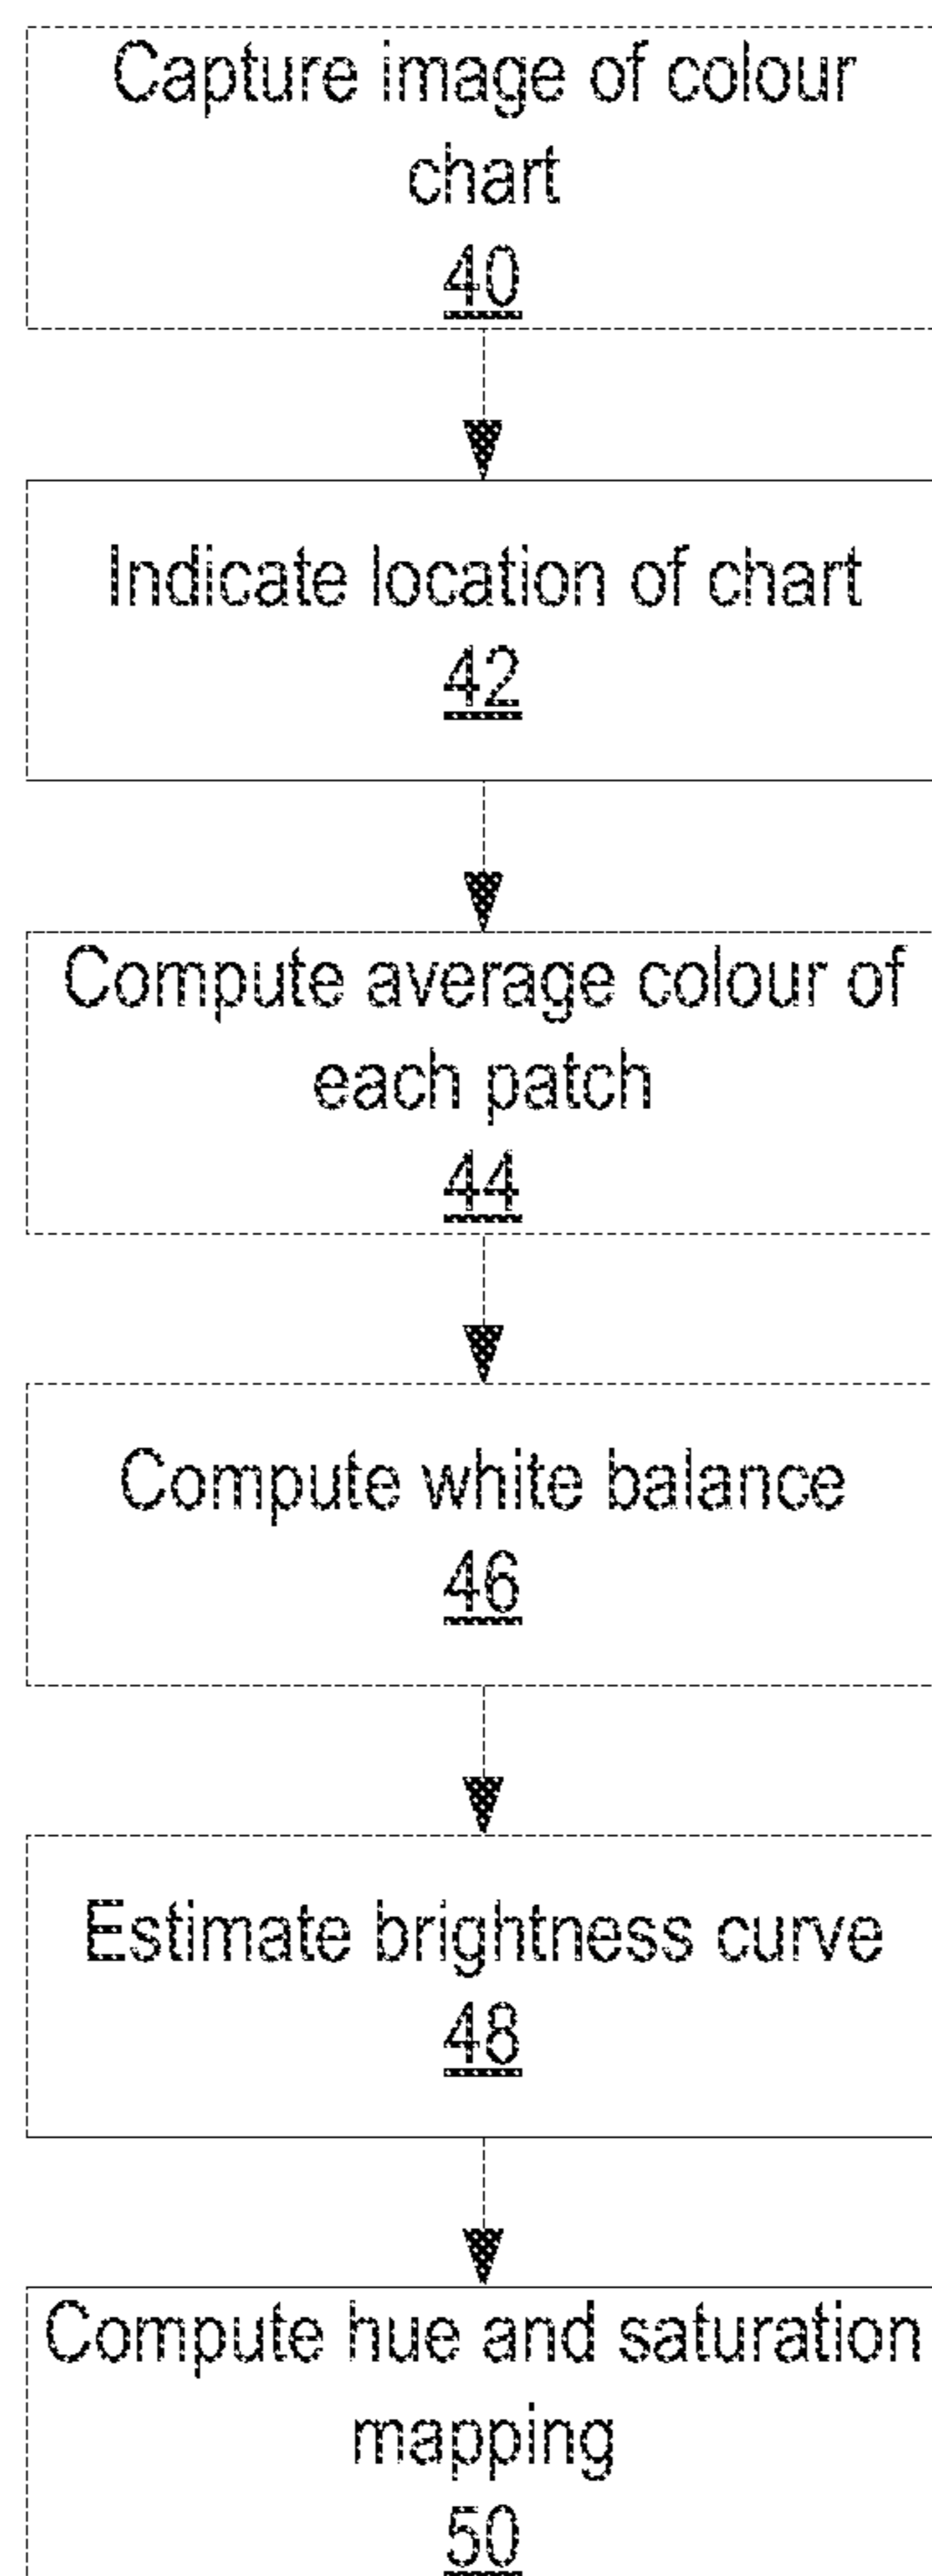 Capture image of colour
chart
40
Indicate location of chart
42
Compute average colour of
each patch
44
Compute white balance
46
Estimate brightness curve
48
Compute hue and saturation
mapping
50